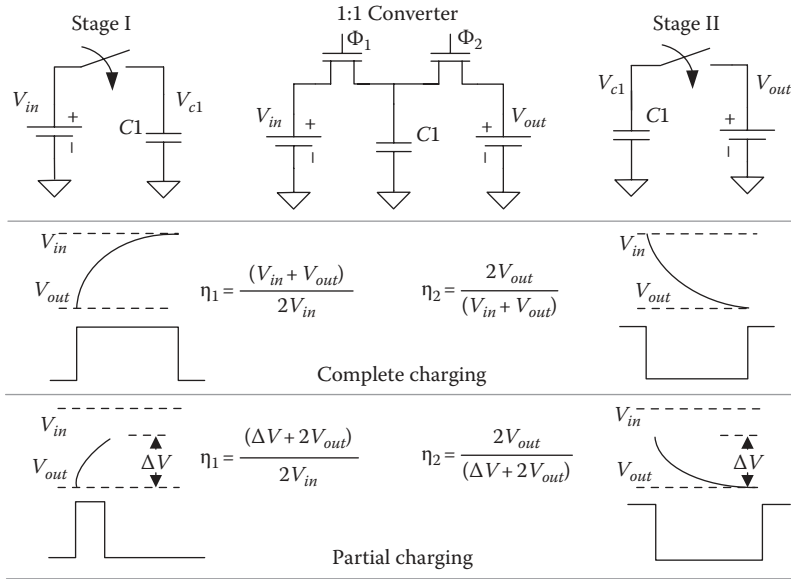 Stage I
1:1 Converter
Stage II
Φ1
Φ2
Vin
+
–
Vc1
C1
Vin
+
–
C1
Vout
+
–
Vc1
C1
Vout
+
–
Vin
Vout
η1 = (Vin + Vout) / 2Vin
η2 = 2Vout / (Vin + Vout)
Vin
Vout
Complete charging
Vin
Vout
ΔV
η1 = (ΔV + 2Vout) / 2Vin
η2 = 2Vout / (ΔV + 2Vout)
Vin
Vout
ΔV
Partial charging